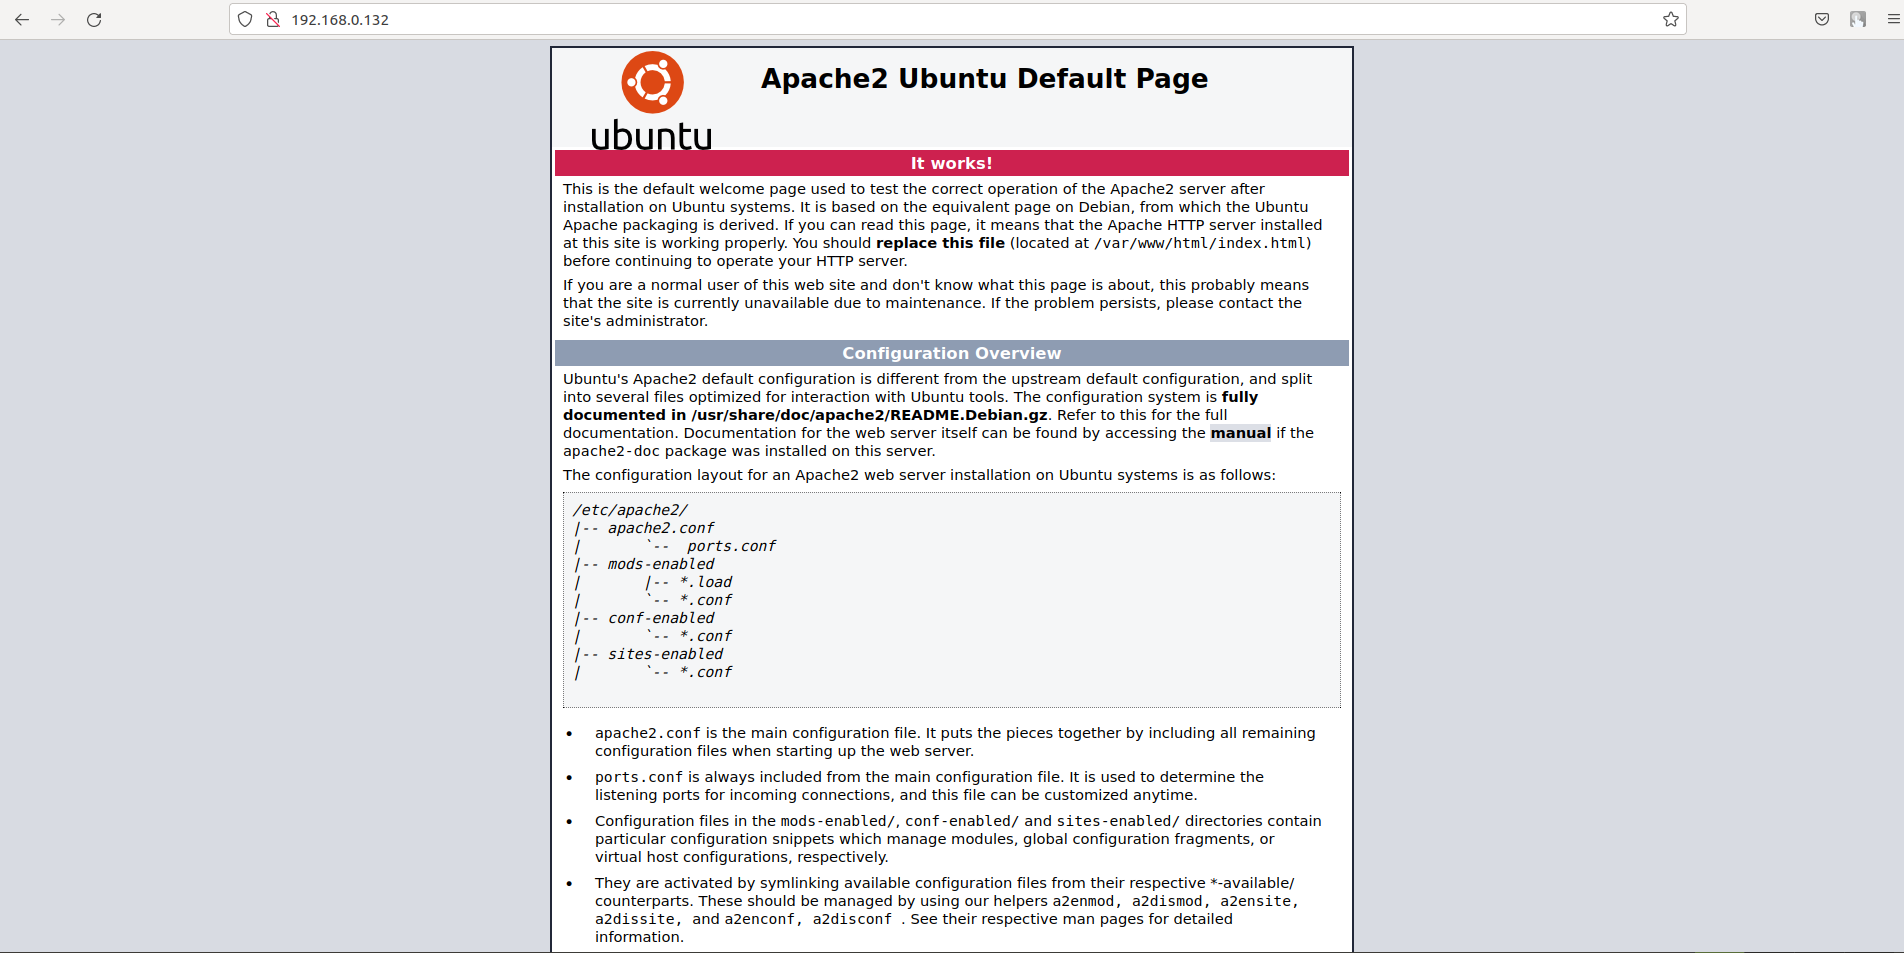 192.168.0.132
Apache2 Ubuntu Default Page
ubuntu
It works!
This is the default welcome page used to test the correct operation of the Apache2 server after
installation on Ubuntu systems. It is based on the equivalent page on Debian, from which the Ubuntu
Apache packaging is derived. If you can read this page, it means that the Apache HTTP server installed
at this site is working properly. You should replace this file (located at /var/www/html/index.html)
before continuing to operate your HTTP server.
If you are a normal user of this web site and don't know what this page is about, this probably means
that the site is currently unavailable due to maintenance. If the problem persists, please contact the
site's administrator.
Configuration Overview
Ubuntu's Apache2 default configuration is different from the upstream default configuration, and split
into several files optimized for interaction with Ubuntu tools. The configuration system is fully
documented in /usr/share/doc/apache2/README.Debian.gz. Refer to this for the full
documentation. Documentation for the web server itself can be found by accessing the manual if the
apache2-doc package was installed on this server.
The configuration layout for an Apache2 web server installation on Ubuntu systems is as follows:
/etc/apache2/
|-- apache2.conf
|       `--  ports.conf
|-- mods-enabled
|       |-- *.load
|       `-- *.conf
|-- conf-enabled
|       `-- *.conf
|-- sites-enabled
|       `-- *.conf
• apache2.conf is the main configuration file. It puts the pieces together by including all remaining
configuration files when starting up the web server.
• ports.conf is always included from the main configuration file. It is used to determine the
listening ports for incoming connections, and this file can be customized anytime.
• Configuration files in the mods-enabled/, conf-enabled/ and sites-enabled/ directories contain
particular configuration snippets which manage modules, global configuration fragments, or
virtual host configurations, respectively.
• They are activated by symlinking available configuration files from their respective *-available/
counterparts. These should be managed by using our helpers a2enmod, a2dismod, a2ensite,
a2dissite, and a2enconf, a2disconf . See their respective man pages for detailed
information.